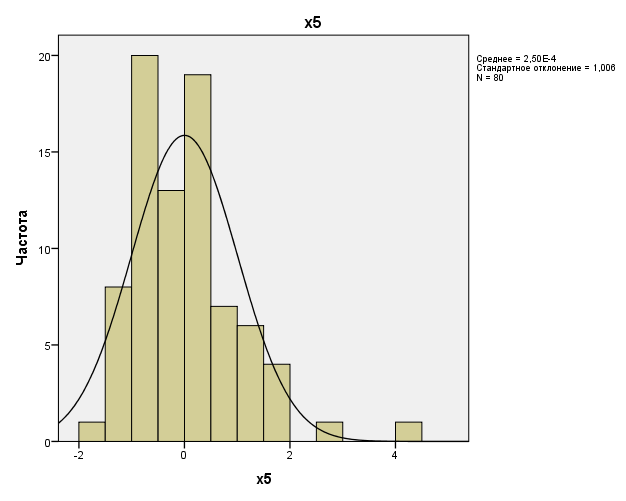 x5
Среднее = 2,50E-4
Стандартное отклонение = 1,006
N = 80
20
15
10
5
0
Частота
-2 0 2 4
x5